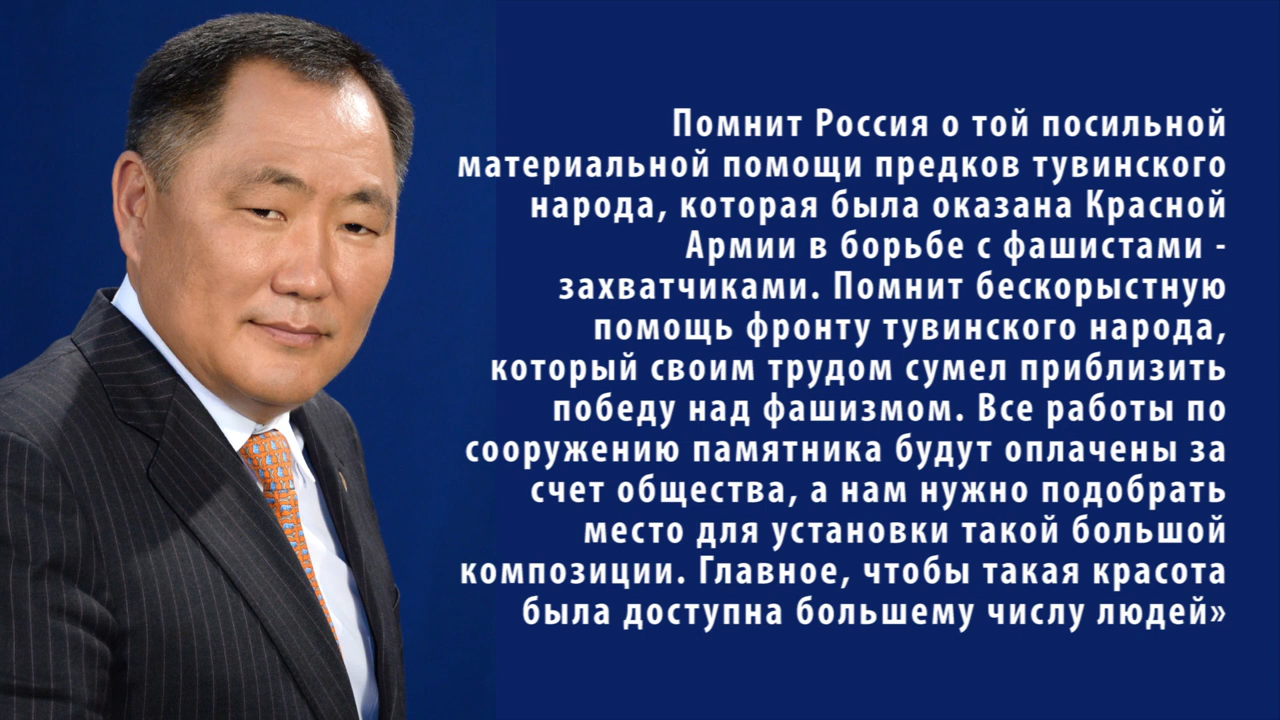 Помнит Россия о той посильной
материальной помощи предков тувинского
народа, которая была оказана Красной
Армии в борьбе с фашистами -
захватчиками. Помнит бескорыстную
помощь фронту тувинского народа,
который своим трудом сумел приблизить
победу над фашизмом. Все работы по
сооружению памятника будут оплачены за
счет общества, а нам нужно подобрать
место для установки такой большой
композиции. Главное, чтобы такая красота
была доступна большему числу людей»